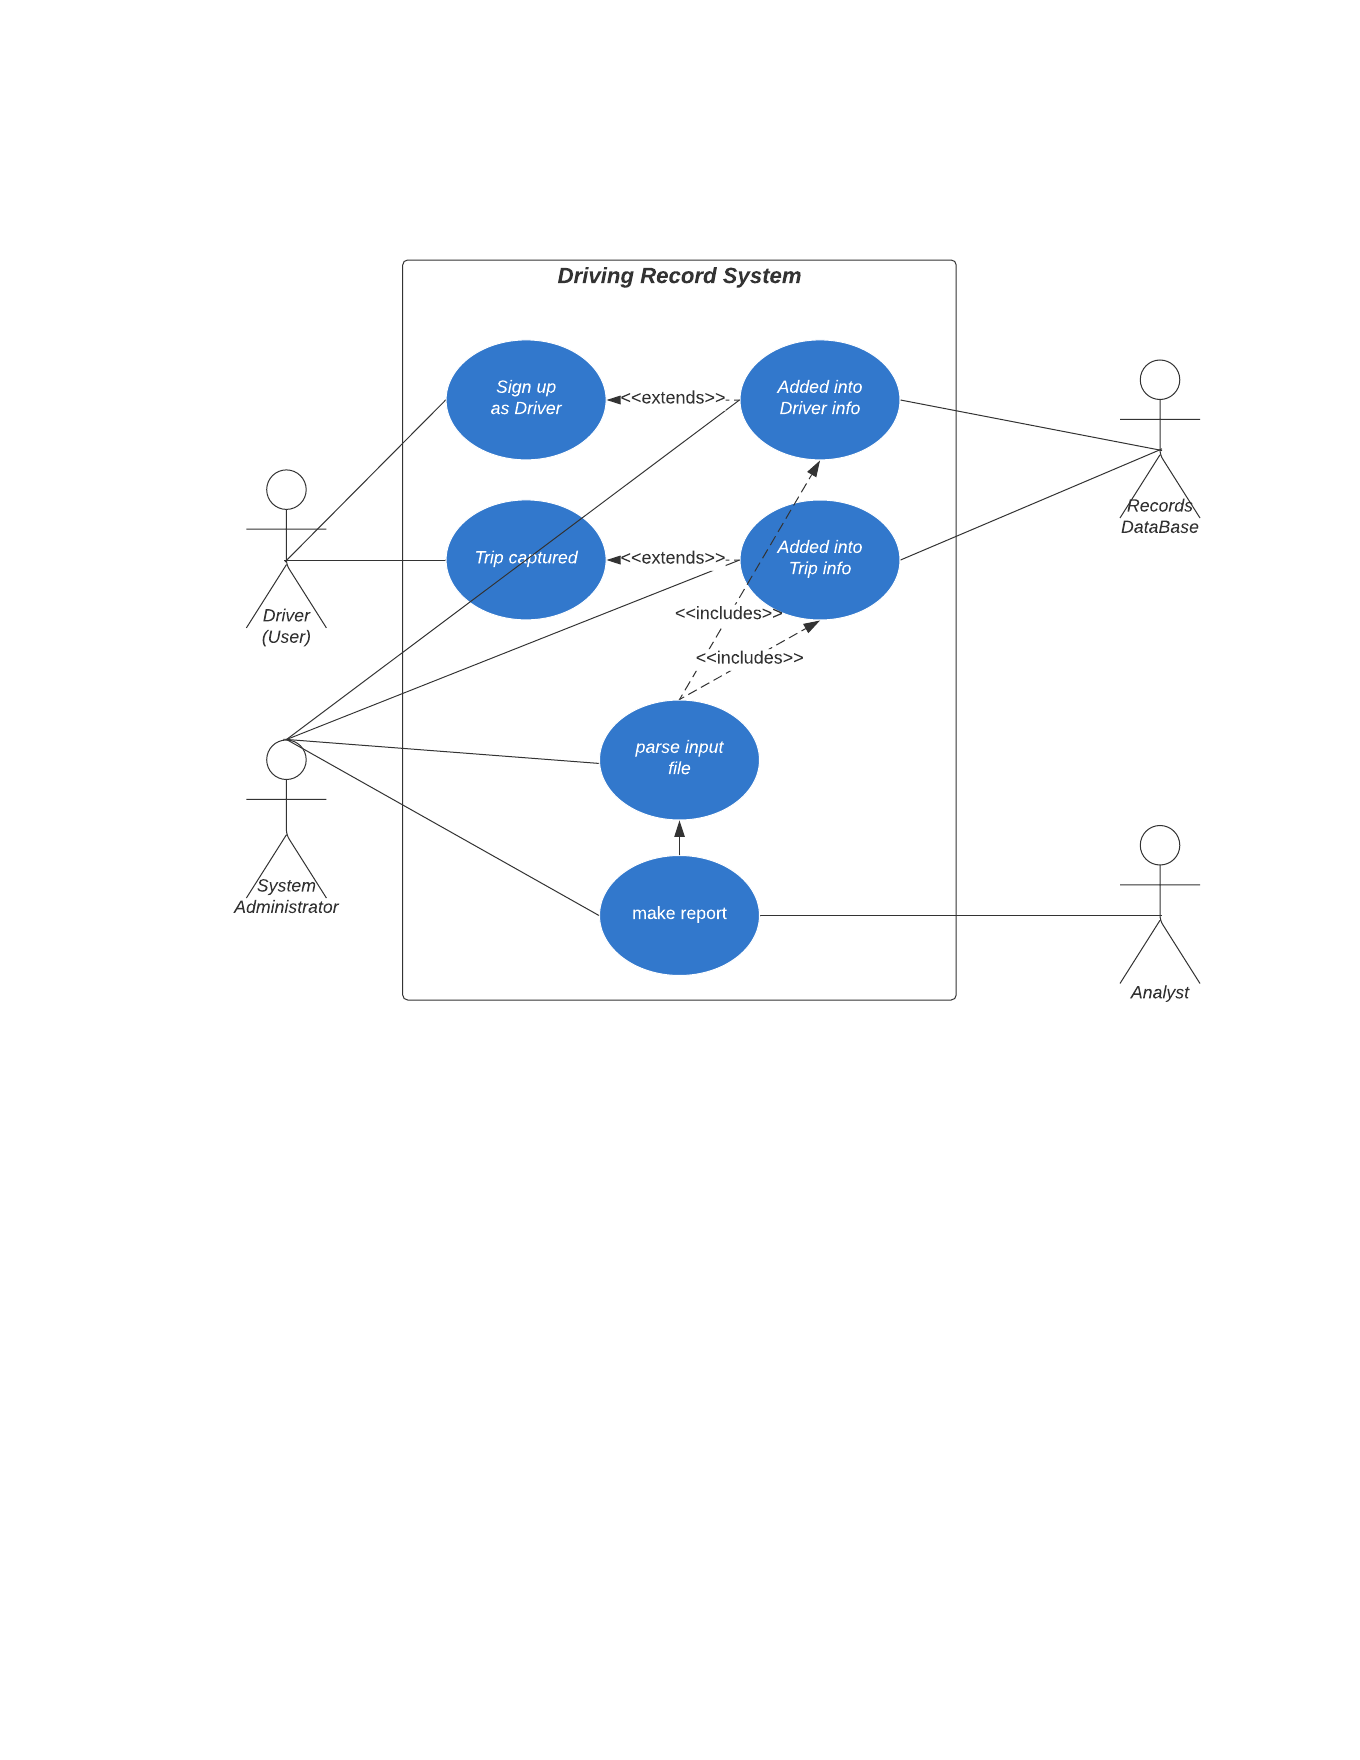 Driving Record System
Sign up
as Driver
<<extends>>
Added into
Driver info
Records
DataBase
Trip captured
<<extends>>
Added into
Trip info
Driver
(User)
<<includes>>
<<includes>>
parse input
file
System
Administrator
make report
Analyst